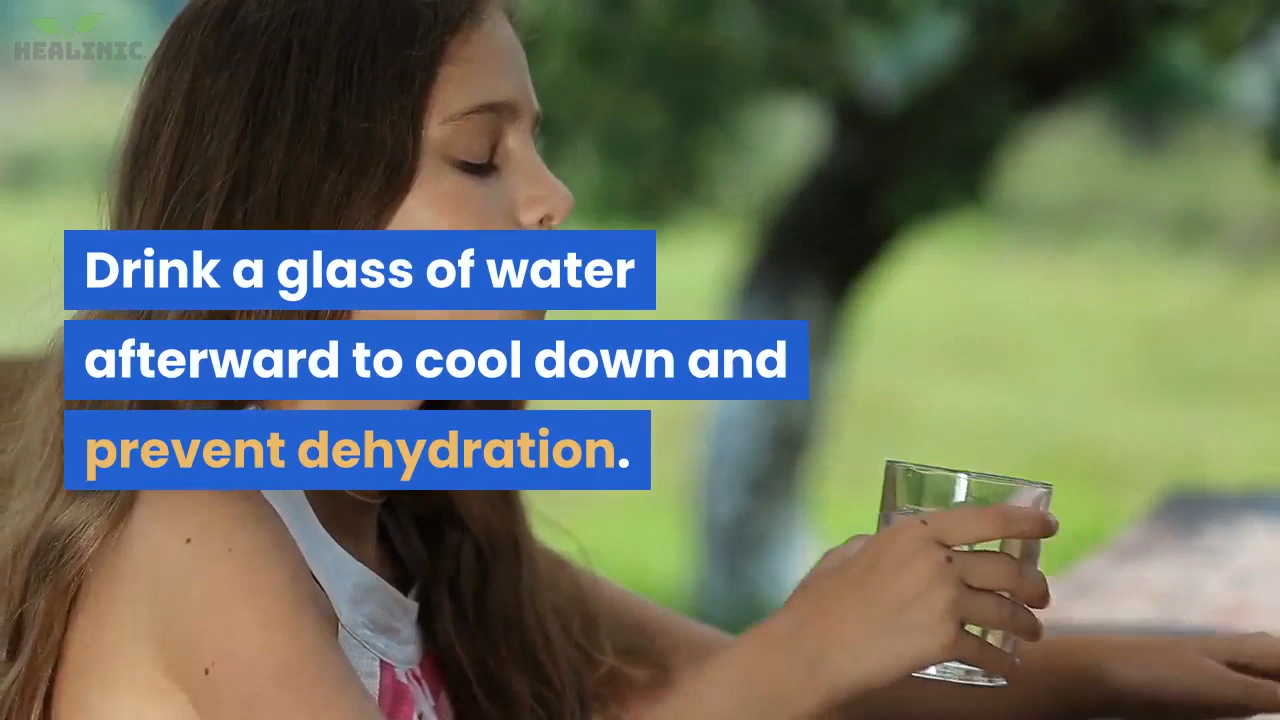 HEALINIC
Drink a glass of water
afterward to cool down and
prevent dehydration.